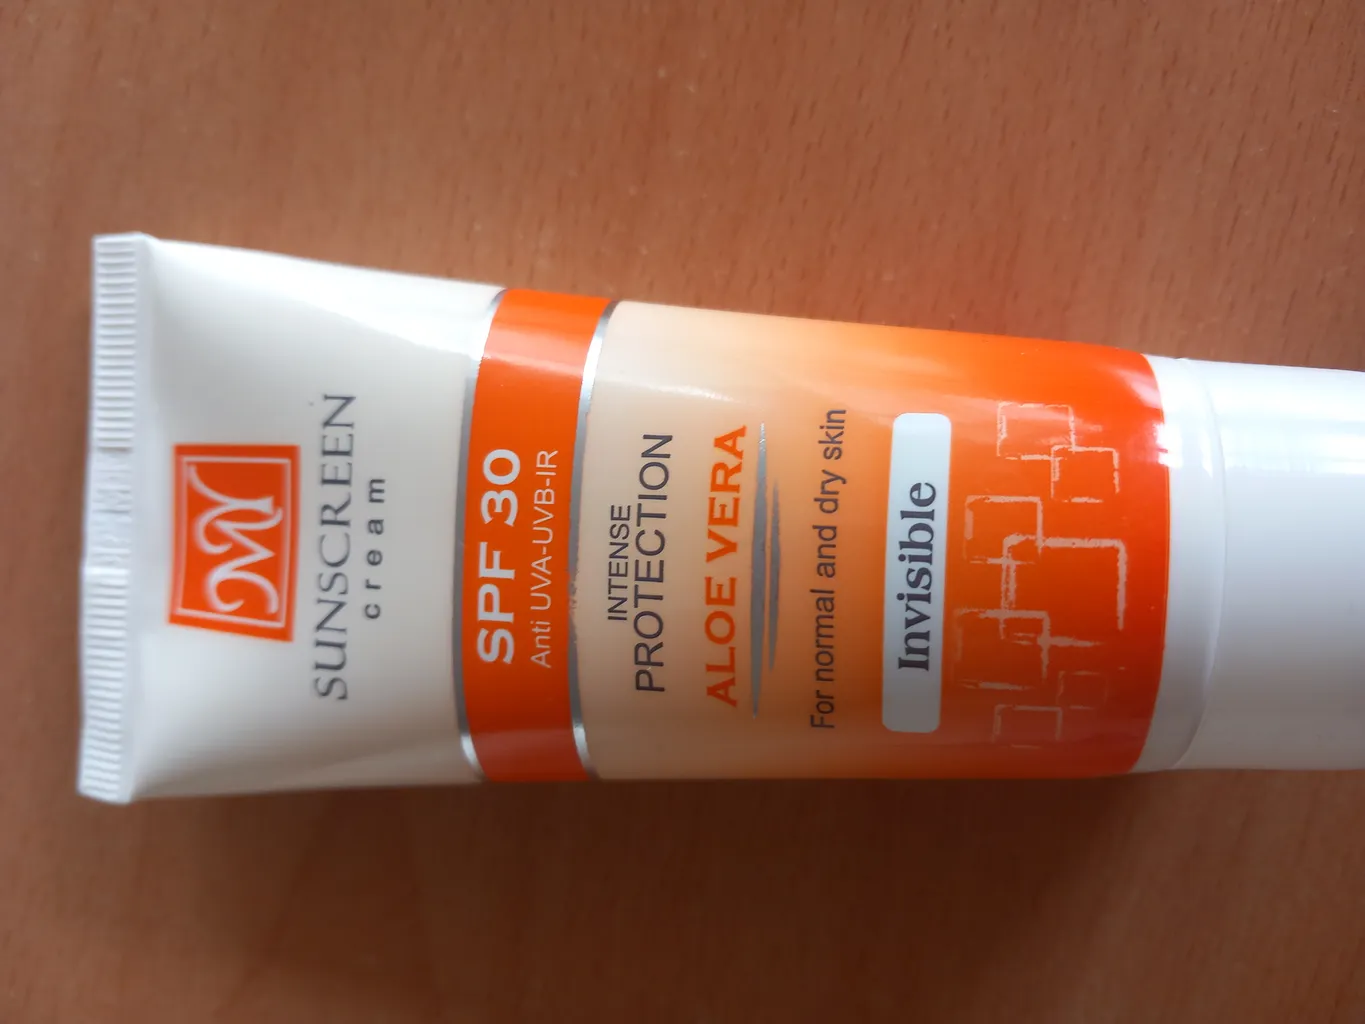 My
SUNSCREEN
cream
SPF 30
Anti UVA-UVB-IR
INTENSE
PROTECTION
ALOE VERA
For normal and dry skin
Invisible